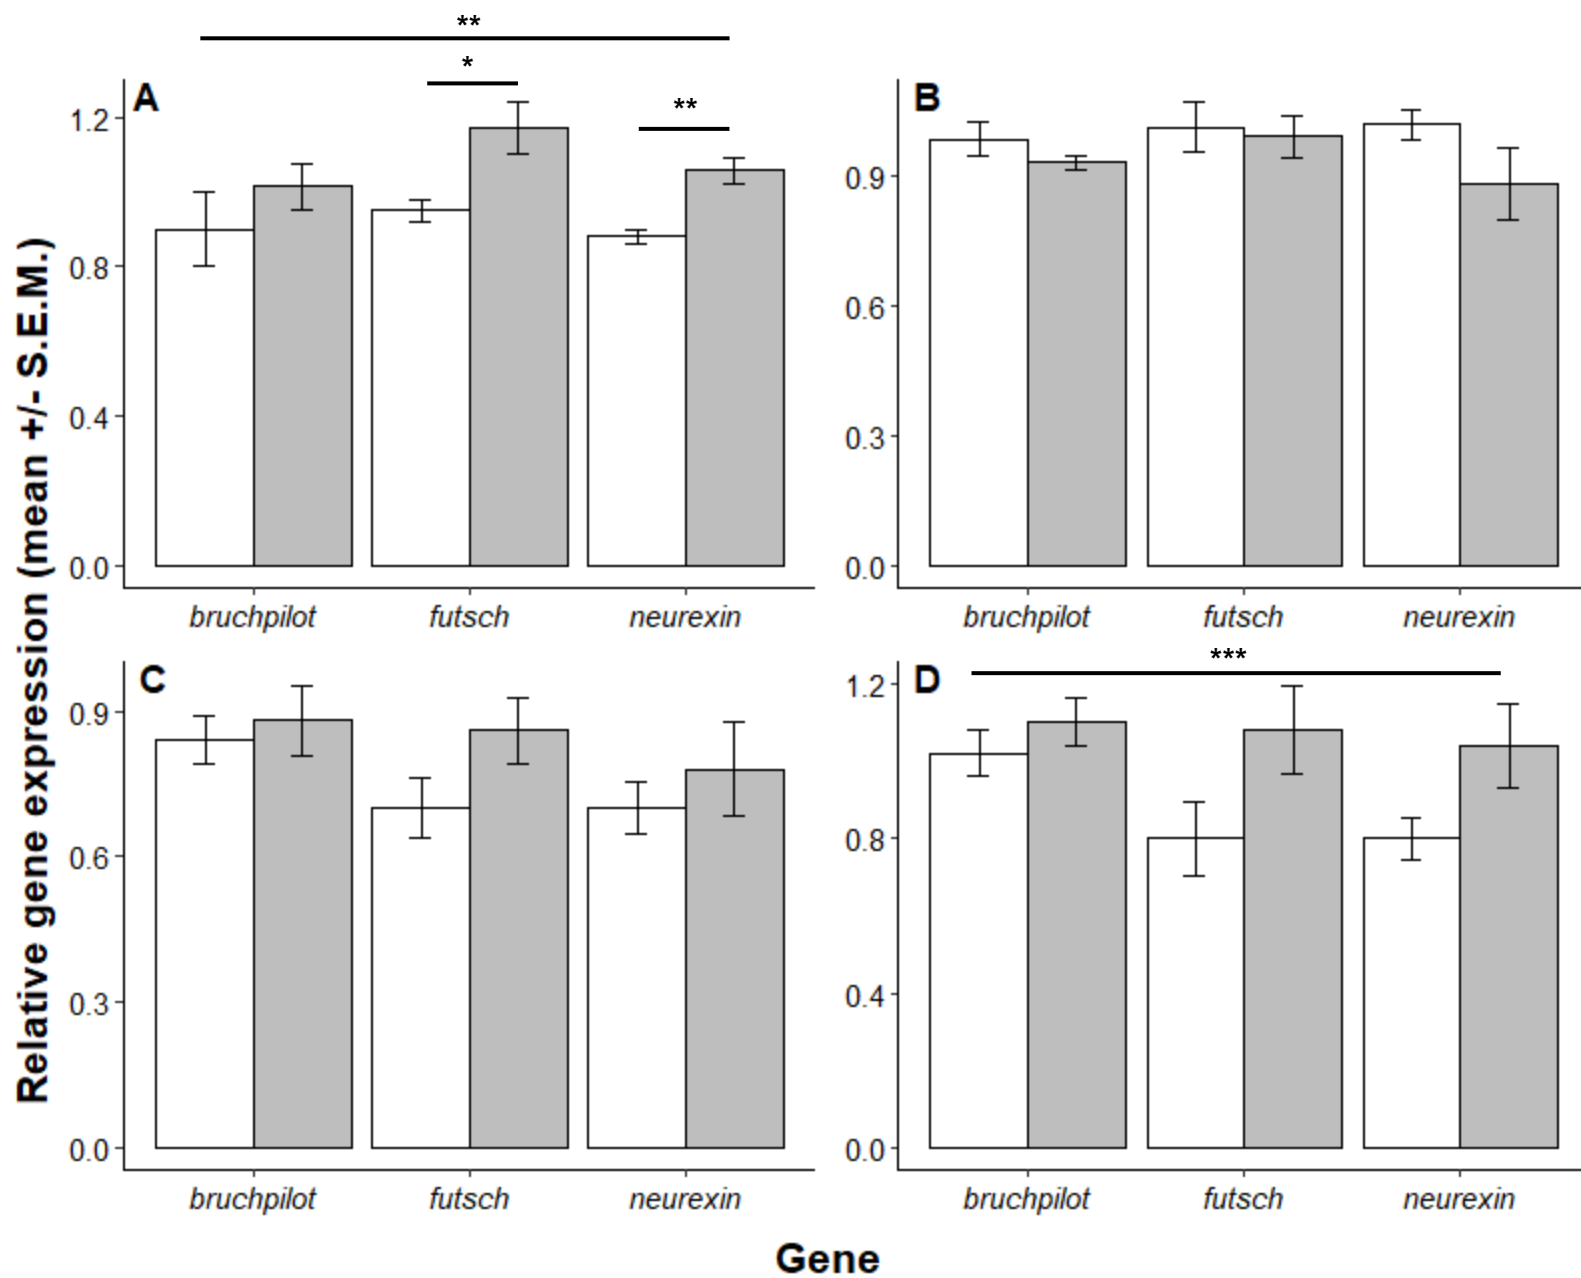 **
*
**
A
1.2
0.8
0.4
0.0
bruchpilot futsch neurexin
B
0.9
0.6
0.3
0.0
bruchpilot futsch neurexin
Relative gene expression (mean +/- S.E.M.)
C
0.9
0.6
0.3
0.0
bruchpilot futsch neurexin
***
D
1.2
0.8
0.4
0.0
bruchpilot futsch neurexin
Gene